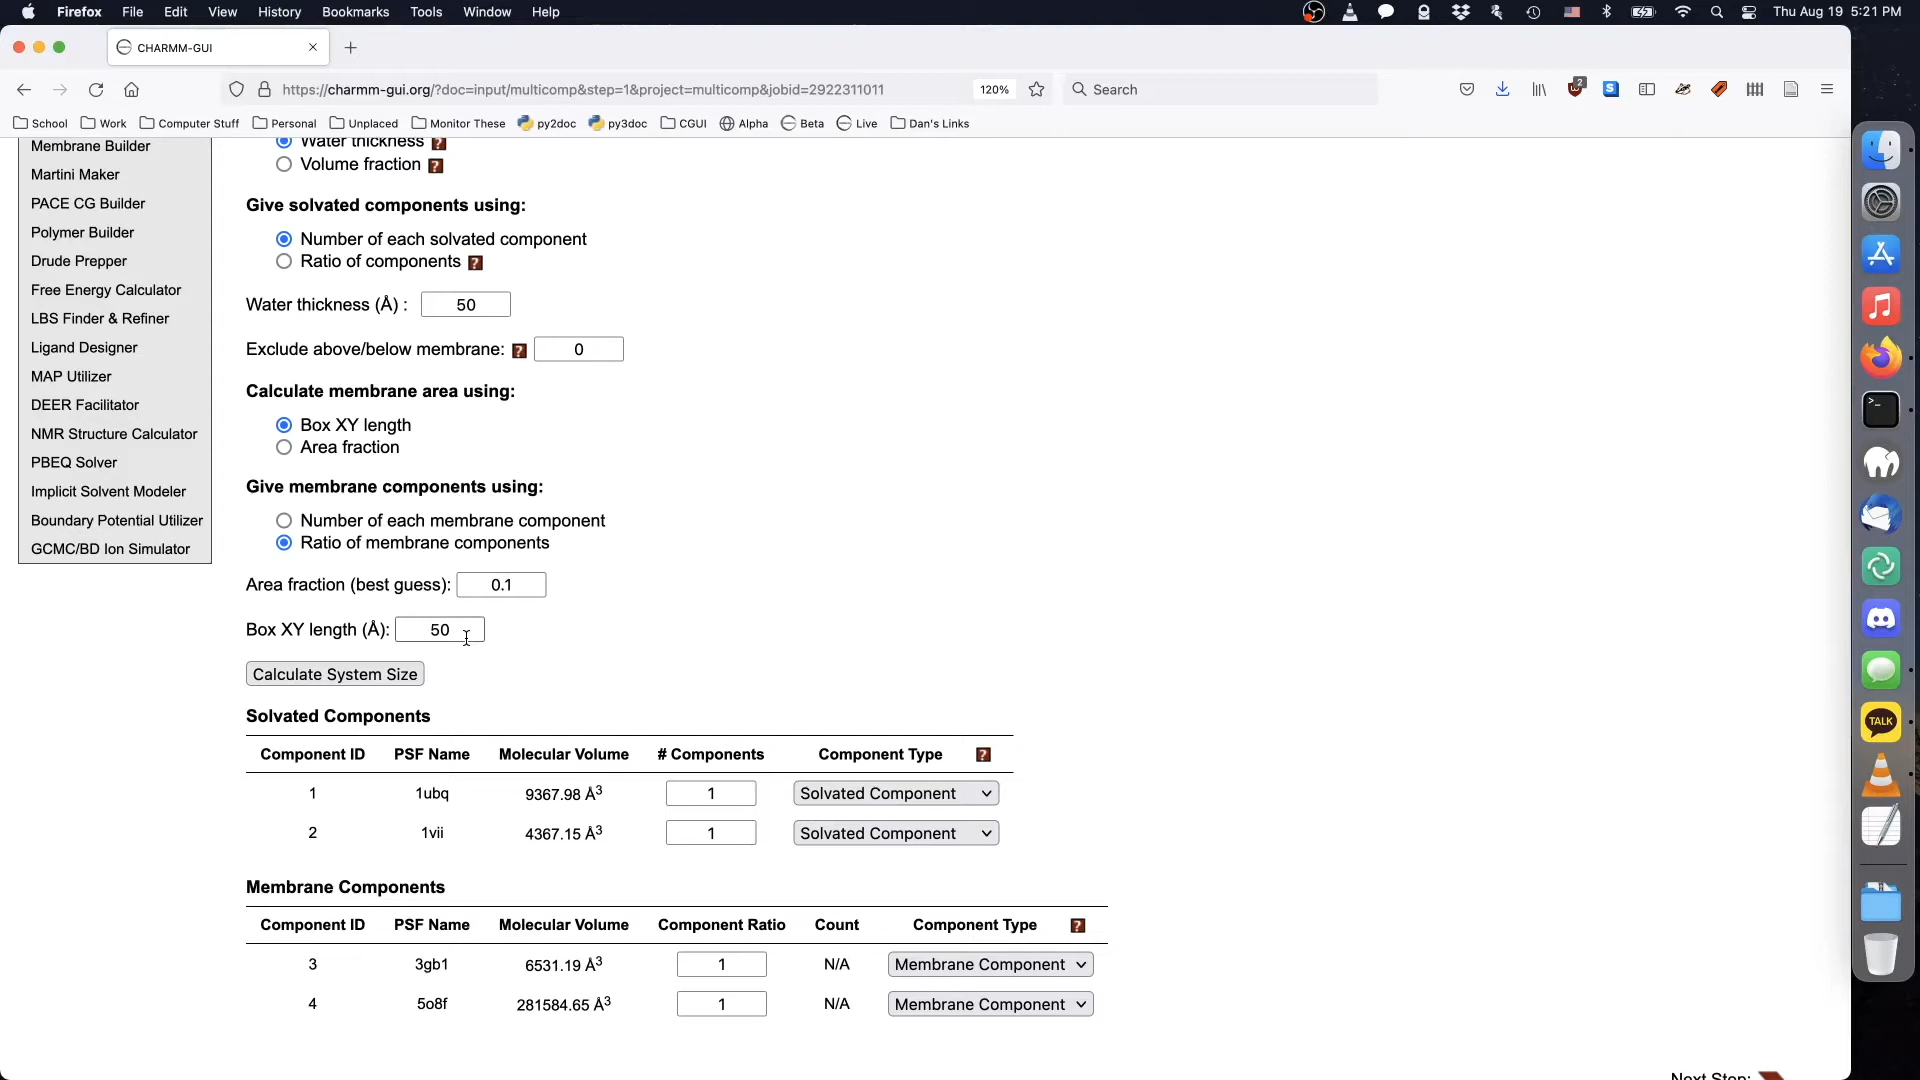 Firefox File Edit View History Bookmarks Tools Window Help
Thu Aug 19 5:21 PM
CHARMM-GUI
https://charmm-gui.org/?doc=input/multicomp&step=1&project=multicomp&jobid=2922311011
120%
Search
2
School Work Computer Stuff Personal Unplaced Monitor These py2doc py3doc CGUI Alpha Beta Live Dan's Links
Membrane Builder
Martini Maker
PACE CG Builder
Polymer Builder
Drude Prepper
Free Energy Calculator
LBS Finder & Refiner
Ligand Designer
MAP Utilizer
DEER Facilitator
NMR Structure Calculator
PBEQ Solver
Implicit Solvent Modeler
Boundary Potential Utilizer
GCMC/BD Ion Simulator
Water thickness ?
Volume fraction ?
Give solvated components using:
Number of each solvated component
Ratio of components ?
Water thickness (Å) : 50
Exclude above/below membrane: ? 0
Calculate membrane area using:
Box XY length
Area fraction
Give membrane components using:
Number of each membrane component
Ratio of membrane components
Area fraction (best guess): 0.1
Box XY length (Å): 50
Calculate System Size
Solvated Components
Component ID PSF Name Molecular Volume # Components Component Type ?
1 1ubq 9367.98 Å3 1 Solvated Component
2 1vii 4367.15 Å3 1 Solvated Component
Membrane Components
Component ID PSF Name Molecular Volume Component Ratio Count Component Type ?
3 3gb1 6531.19 Å3 1 N/A Membrane Component
4 5o8f 281584.65 Å3 1 N/A Membrane Component
Next Step:
TALK